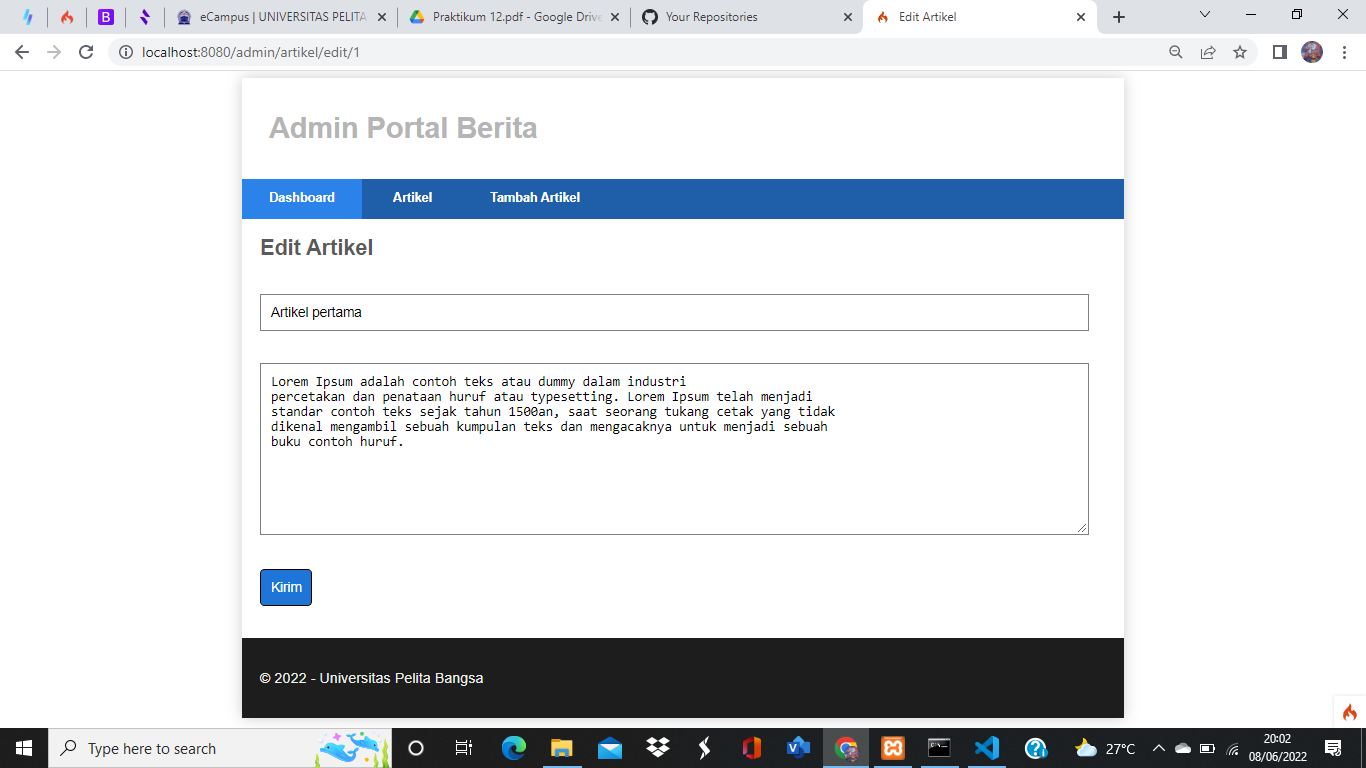 eCampus | UNIVERSITAS PELITA
Praktikum 12.pdf - Google Drive
Your Repositories
Edit Artikel
localhost:8080/admin/artikel/edit/1
Admin Portal Berita
Dashboard
Artikel
Tambah Artikel
Edit Artikel
Artikel pertama
Lorem Ipsum adalah contoh teks atau dummy dalam industri
percetakan dan penataan huruf atau typesetting. Lorem Ipsum telah menjadi
standar contoh teks sejak tahun 1500an, saat seorang tukang cetak yang tidak
dikenal mengambil sebuah kumpulan teks dan mengacaknya untuk menjadi sebuah
buku contoh huruf.
Kirim
© 2022 - Universitas Pelita Bangsa
Type here to search
27°C
20:02
08/06/2022